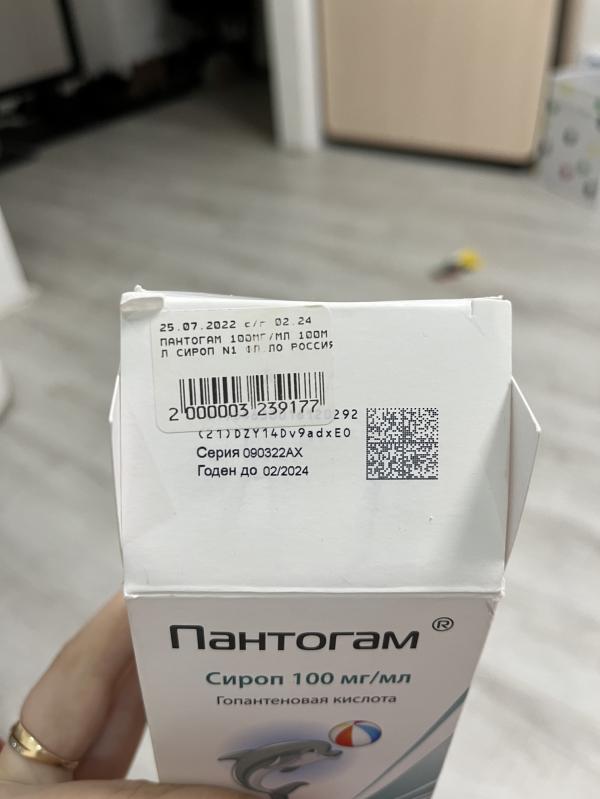 25.07.2022 с/г 02.24
ПАНТОГАМ 100МГ/МЛ 100М
Л СИРОП N1 ФЛ ПО РОССИЯ
2 000003 239177
292
(21)DZY14Dv9adxE0
Серия 090322АХ
Годен до 02/2024
Пантогам ®
Сироп 100 мг/мл
Гопантеновая кислота